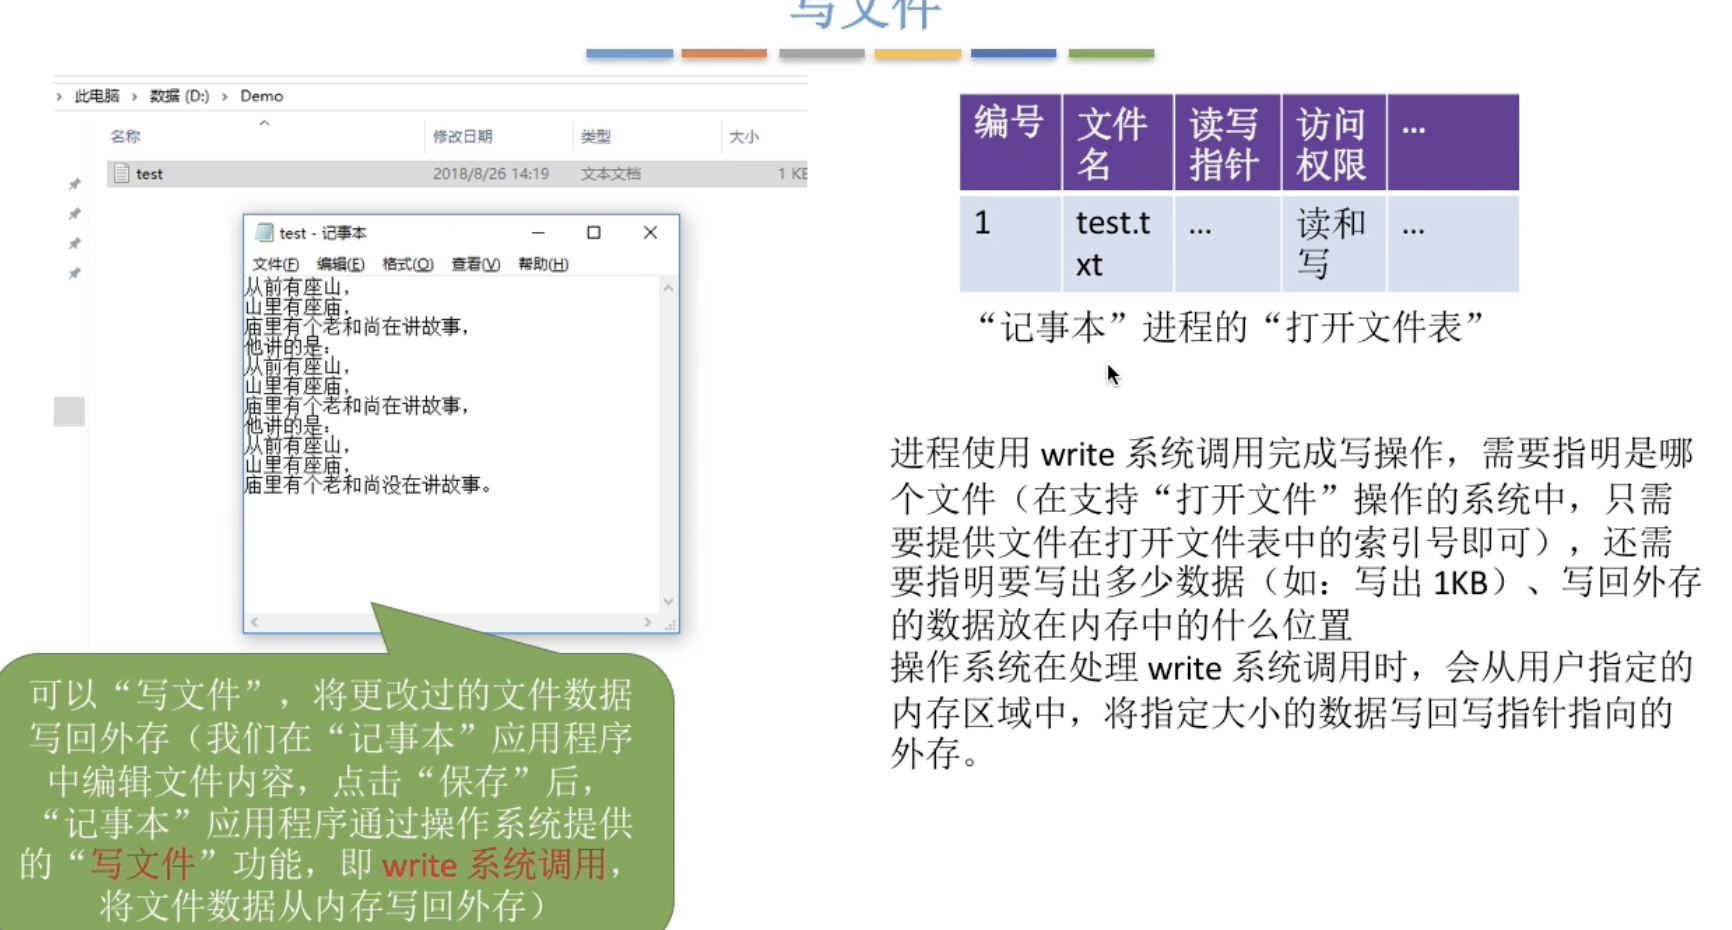 写文件
此电脑 › 数据 (D:) › Demo
名称 修改日期 类型 大小
test 2018/8/26 14:19 文本文档 1 KB
test - 记事本
文件(F) 编辑(E) 格式(O) 查看(V) 帮助(H)
从前有座山，
山里有座庙，
庙里有个老和尚在讲故事，
他讲的是：
从前有座山，
山里有座庙，
庙里有个老和尚在讲故事，
他讲的是：
从前有座山，
山里有座庙，
庙里有个老和尚没在讲故事。
可以“写文件”，将更改过的文件数据
写回外存（我们在“记事本”应用程序
中编辑文件内容，点击“保存”后，
“记事本”应用程序通过操作系统提供
的“写文件”功能，即 write 系统调用，
将文件数据从内存写回外存）
编号 文件 读写 访问 ...
名 指针 权限
1 test.t ... 读和 ...
xt 写
“记事本”进程的“打开文件表”
进程使用 write 系统调用完成写操作，需要指明是哪
个文件（在支持“打开文件”操作的系统中，只需
要提供文件在打开文件表中的索引号即可），还需
要指明要写出多少数据（如：写出 1KB）、写回外存
的数据放在内存中的什么位置
操作系统在处理 write 系统调用时，会从用户指定的
内存区域中，将指定大小的数据写回写指针指向的
外存。